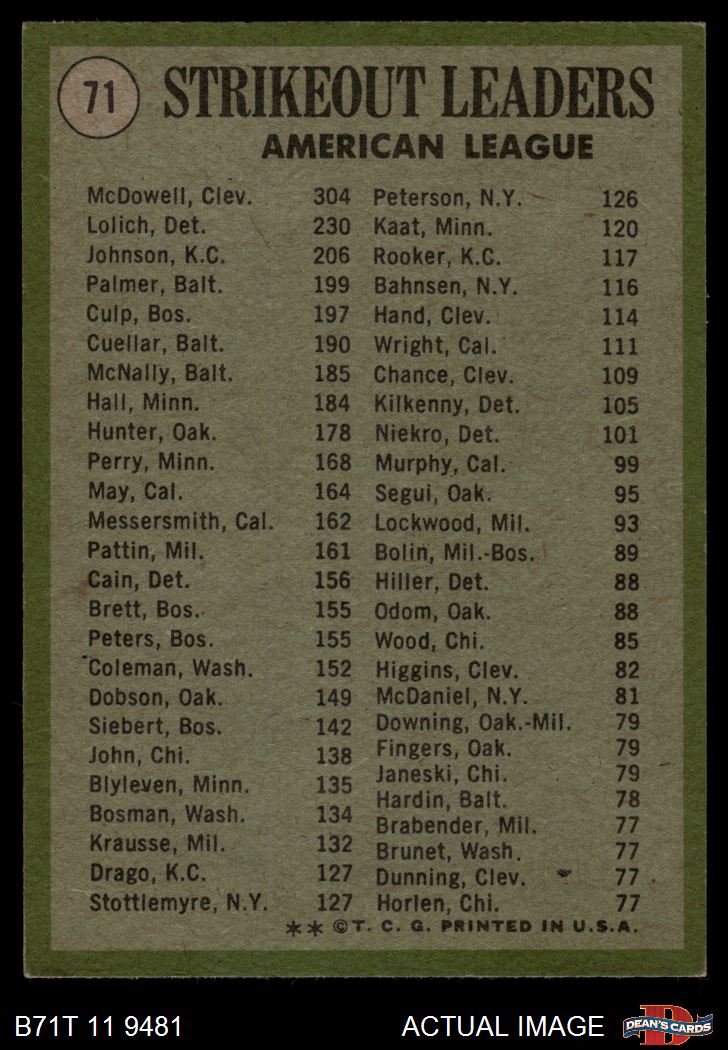 71
STRIKEOUT LEADERS
AMERICAN LEAGUE
McDowell, Clev. 304
Lolich, Det. 230
Johnson, K.C. 206
Palmer, Balt. 199
Culp, Bos. 197
Cuellar, Balt. 190
McNally, Balt. 185
Hall, Minn. 184
Hunter, Oak. 178
Perry, Minn. 168
May, Cal. 164
Messersmith, Cal. 162
Pattin, Mil. 161
Cain, Det. 156
Brett, Bos. 155
Peters, Bos. 155
Coleman, Wash. 152
Dobson, Oak. 149
Siebert, Bos. 142
John, Chi. 138
Blyleven, Minn. 135
Bosman, Wash. 134
Krausse, Mil. 132
Drago, K.C. 127
Stottlemyre, N.Y. 127
Peterson, N.Y. 126
Kaat, Minn. 120
Rooker, K.C. 117
Bahnsen, N.Y. 116
Hand, Clev. 114
Wright, Cal. 111
Chance, Clev. 109
Kilkenny, Det. 105
Niekro, Det. 101
Murphy, Cal. 99
Segui, Oak. 95
Lockwood, Mil. 93
Bolin, Mil.-Bos. 89
Hiller, Det. 88
Odom, Oak. 88
Wood, Chi. 85
Higgins, Clev. 82
McDaniel, N.Y. 81
Downing, Oak.-Mil. 79
Fingers, Oak. 79
Janeski, Chi. 79
Hardin, Balt. 78
Brabender, Mil. 77
Brunet, Wash. 77
Dunning, Clev. 77
Horlen, Chi. 77
** ©T. C. G. PRINTED IN U.S.A.
B71T 11 9481
ACTUAL IMAGE
D
DEAN'S CARDS